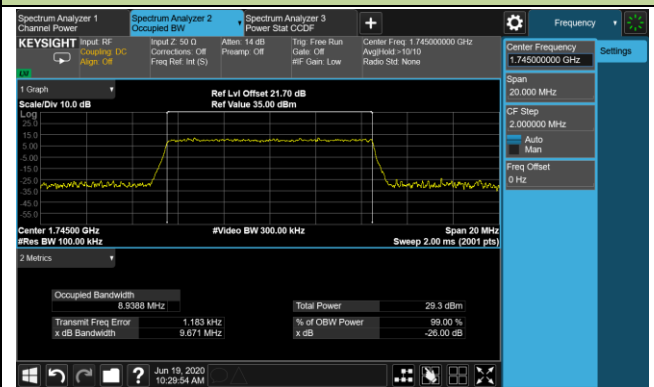 Spectrum Analyzer 1
Channel Power
Spectrum Analyzer 2
Occupied BW
Spectrum Analyzer 3
Power Stat CCDF
+
Frequency
KEYSIGHT
Input: RF
Coupling: DC
Align: Off
Input Z: 50 Ω
Corrections: Off
Freq Ref: Int (S)
Atten: 14 dB
Preamp: Off
Trig: Free Run
Gate: Off
#IF Gain: Low
Center Freq: 1.745000000 GHz
Avg|Hold:>10/10
Radio Std: None
Center Frequency
1.745000000 GHz
Settings
Span
20.000 MHz
CF Step
2.000000 MHz
Auto
Man
Freq Offset
0 Hz
1 Graph
Scale/Div 10.0 dB
Ref Lvl Offset 21.70 dB
Ref Value 35.00 dBm
Log
25.0
15.0
5.00
-5.00
-15.0
-25.0
-35.0
-45.0
-55.0
Center 1.74500 GHz
#Res BW 100.00 kHz
#Video BW 300.00 kHz
Span 20 MHz
Sweep 2.00 ms (2001 pts)
2 Metrics
Occupied Bandwidth
8.9388 MHz
Total Power 29.3 dBm
Transmit Freq Error 1.183 kHz
% of OBW Power 99.00 %
x dB Bandwidth 9.671 MHz
x dB -26.00 dB
?
Jun 19, 2020
10:29:54 AM